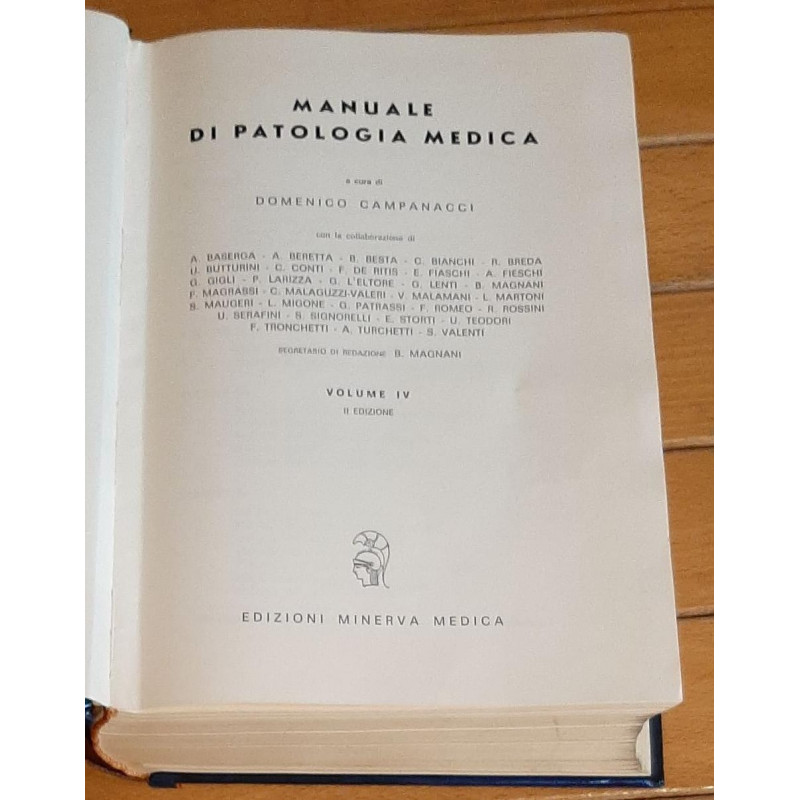 MANUALE
DI PATOLOGIA MEDICA
a cura di
DOMENICO CAMPANACCI
con la collaborazione di
A. BASERGA - A. BERETTA - B. BESTA - C. BIANCHI - R. BREDA
U. BUTTURINI - C. CONTI - F. DE RITIS - E. FIASCHI - A. FIESCHI
G. GIGLI - P. LARIZZA - G. L'ELTORE - G. LENTI - B. MAGNANI
F. MAGRASSI - C. MALAGUZZI-VALERI - V. MALAMANI - L. MARTONI
S. MAUGERI - L. MIGONE - G. PATRASSI - F. ROMEO - R. ROSSINI
U. SERAFINI - S. SIGNORELLI - E. STORTI - U. TEODORI
F. TRONCHETTI - A. TURCHETTI - S. VALENTI
SEGRETARIO DI REDAZIONE B. MAGNANI
VOLUME IV
II EDIZIONE
EDIZIONI MINERVA MEDICA